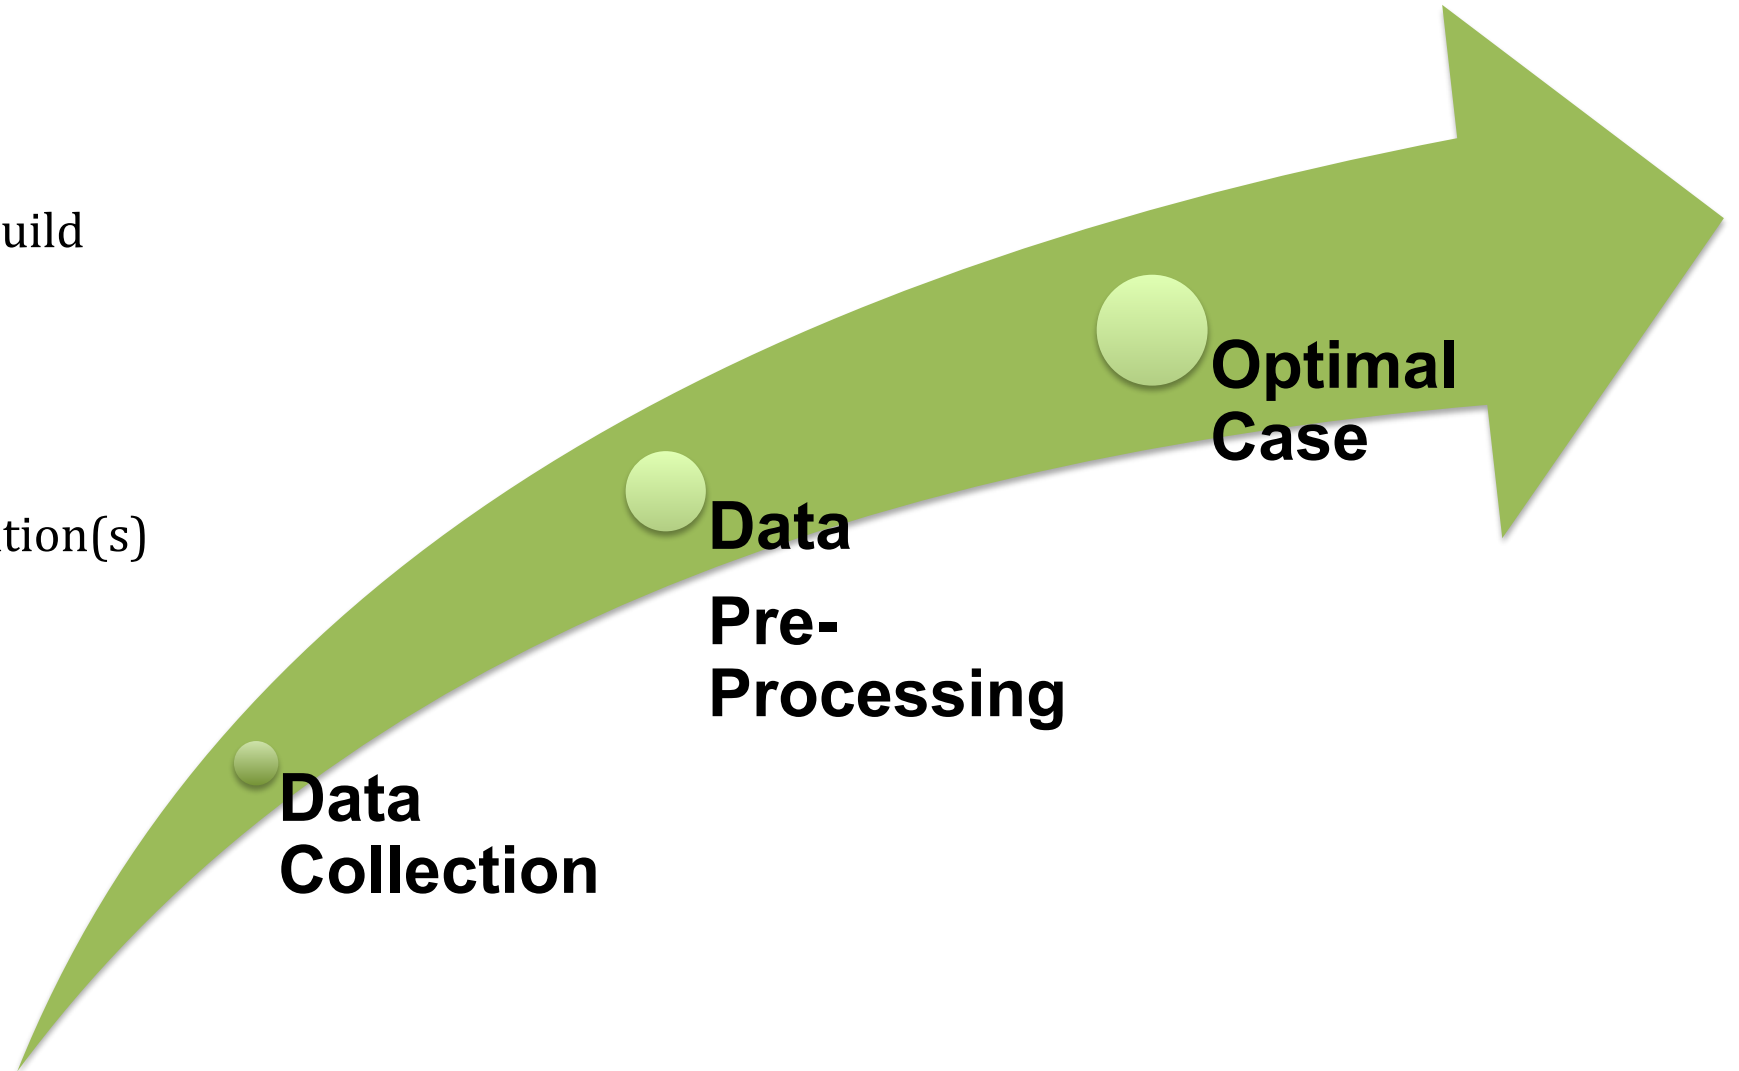 uild
tion(s)
Optimal
Case
Data
Pre-
Processing
Data
Collection